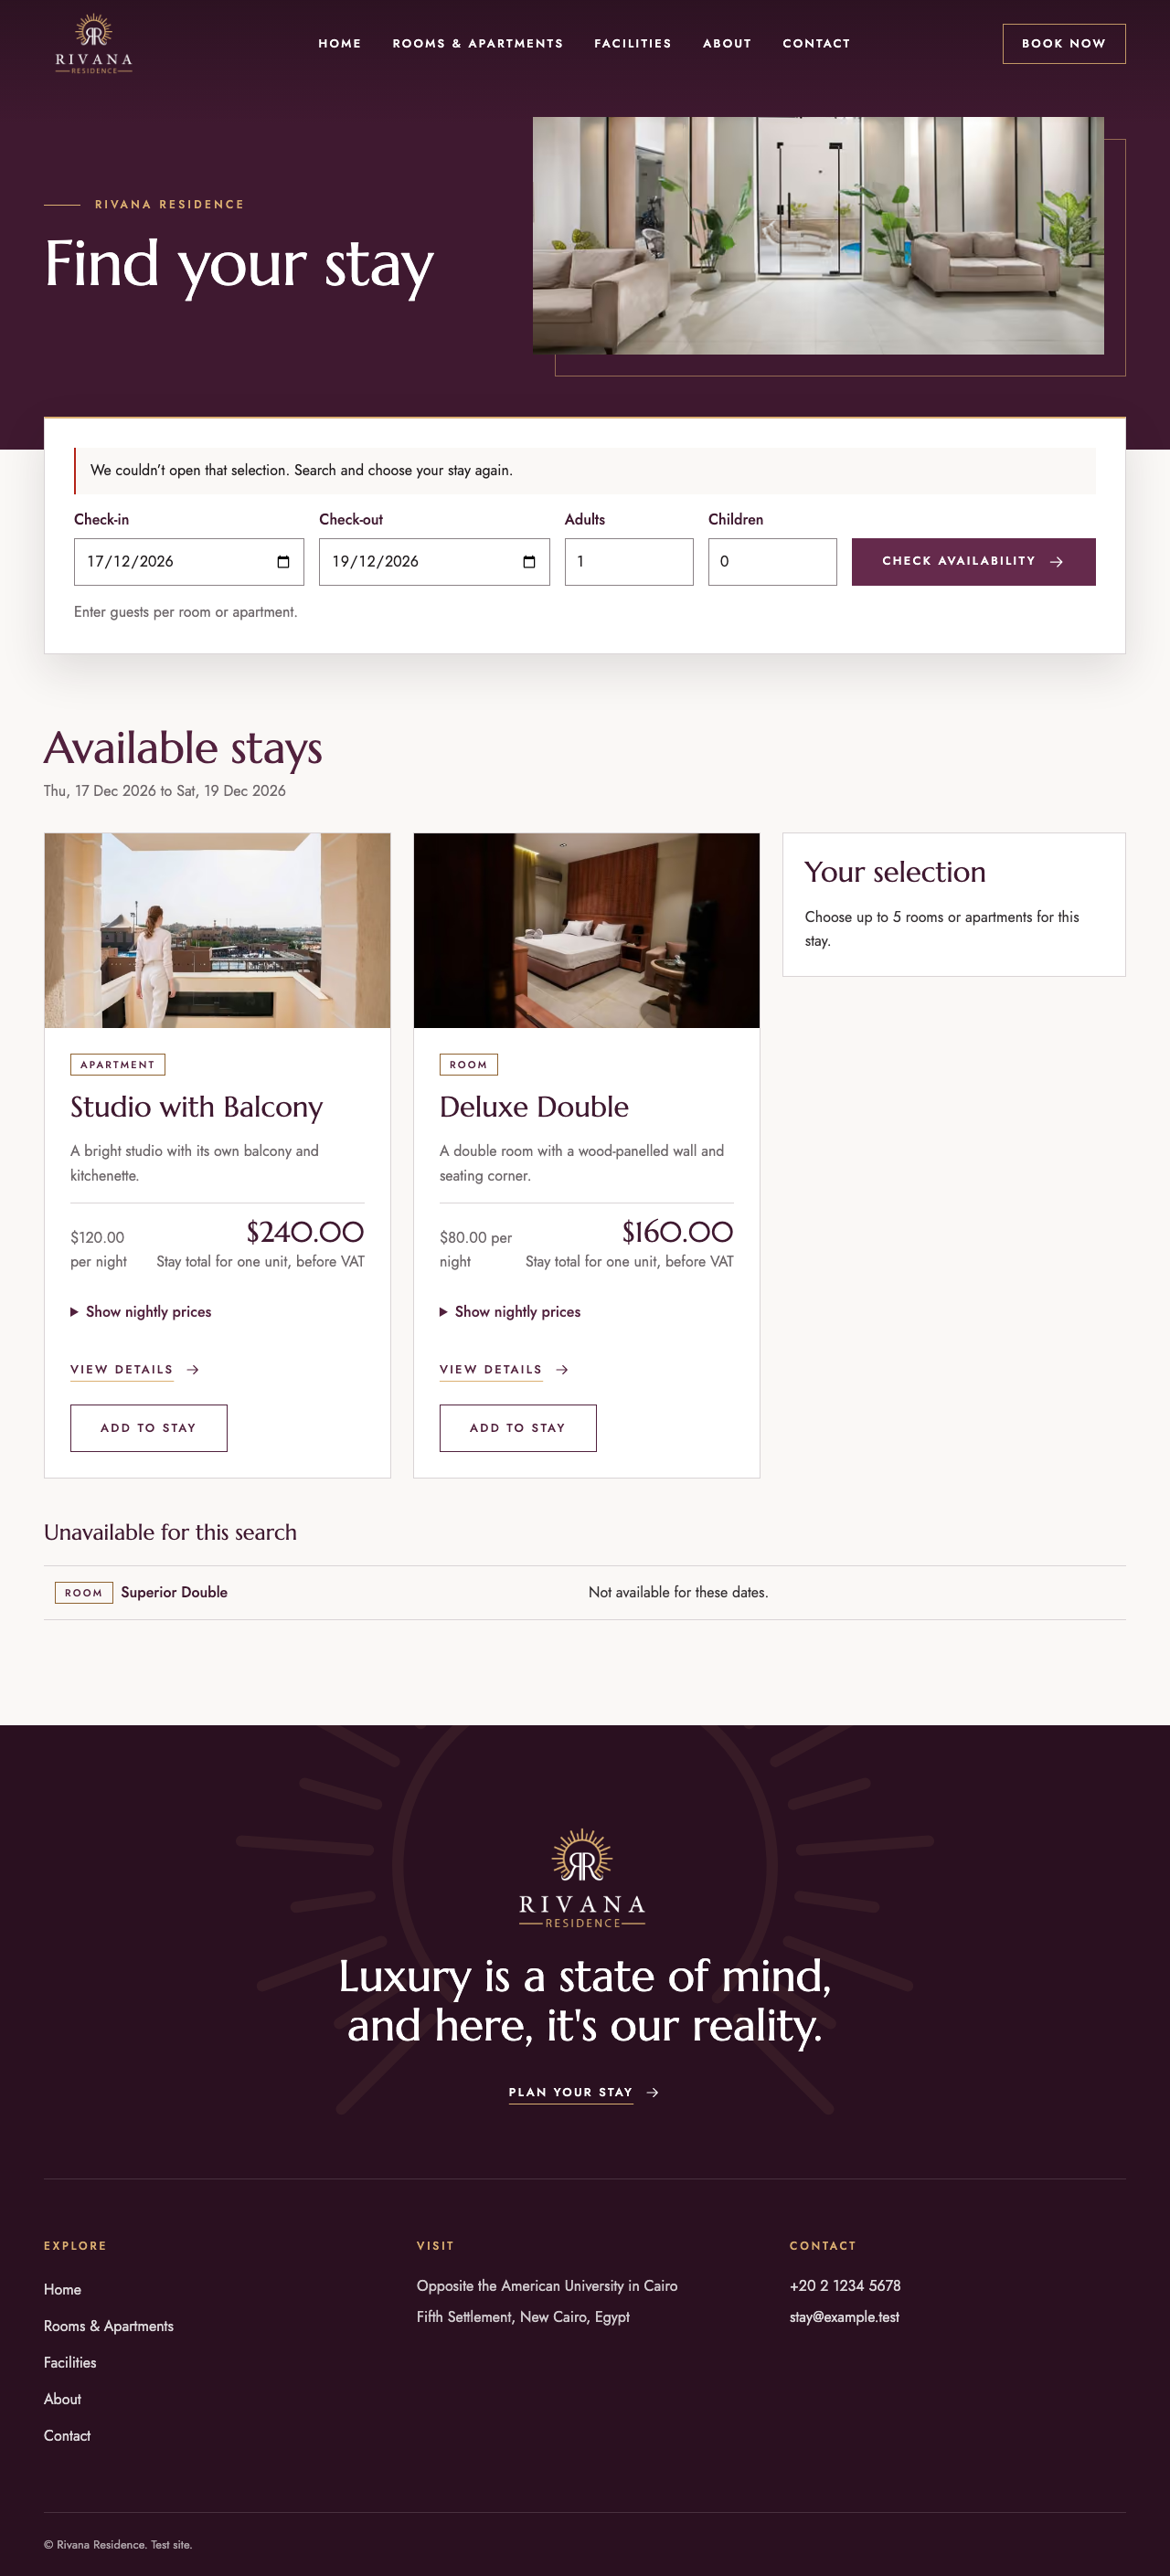 RIVANA
RESIDENCE
HOME
ROOMS & APARTMENTS
FACILITIES
ABOUT
CONTACT
BOOK NOW
RIVANA RESIDENCE
Find your stay
We couldn’t open that selection. Search and choose your stay again.
Check-in
Check-out
Adults
Children
17/12/2026
19/12/2026
1
0
CHECK AVAILABILITY
Enter guests per room or apartment.
Available stays
Thu, 17 Dec 2026 to Sat, 19 Dec 2026
APARTMENT
Studio with Balcony
A bright studio with its own balcony and
kitchenette.
$120.00
per night
$240.00
Stay total for one unit, before VAT
Show nightly prices
VIEW DETAILS
ADD TO STAY
ROOM
Deluxe Double
A double room with a wood-panelled wall and
seating corner.
$80.00 per
night
$160.00
Stay total for one unit, before VAT
Show nightly prices
VIEW DETAILS
ADD TO STAY
Your selection
Choose up to 5 rooms or apartments for this
stay.
Unavailable for this search
ROOM
Superior Double
Not available for these dates.
RIVANA
RESIDENCE
Luxury is a state of mind,
and here, it's our reality.
PLAN YOUR STAY
EXPLORE
Home
Rooms & Apartments
Facilities
About
Contact
VISIT
Opposite the American University in Cairo
Fifth Settlement, New Cairo, Egypt
CONTACT
+20 2 1234 5678
stay@example.test
© Rivana Residence. Test site.